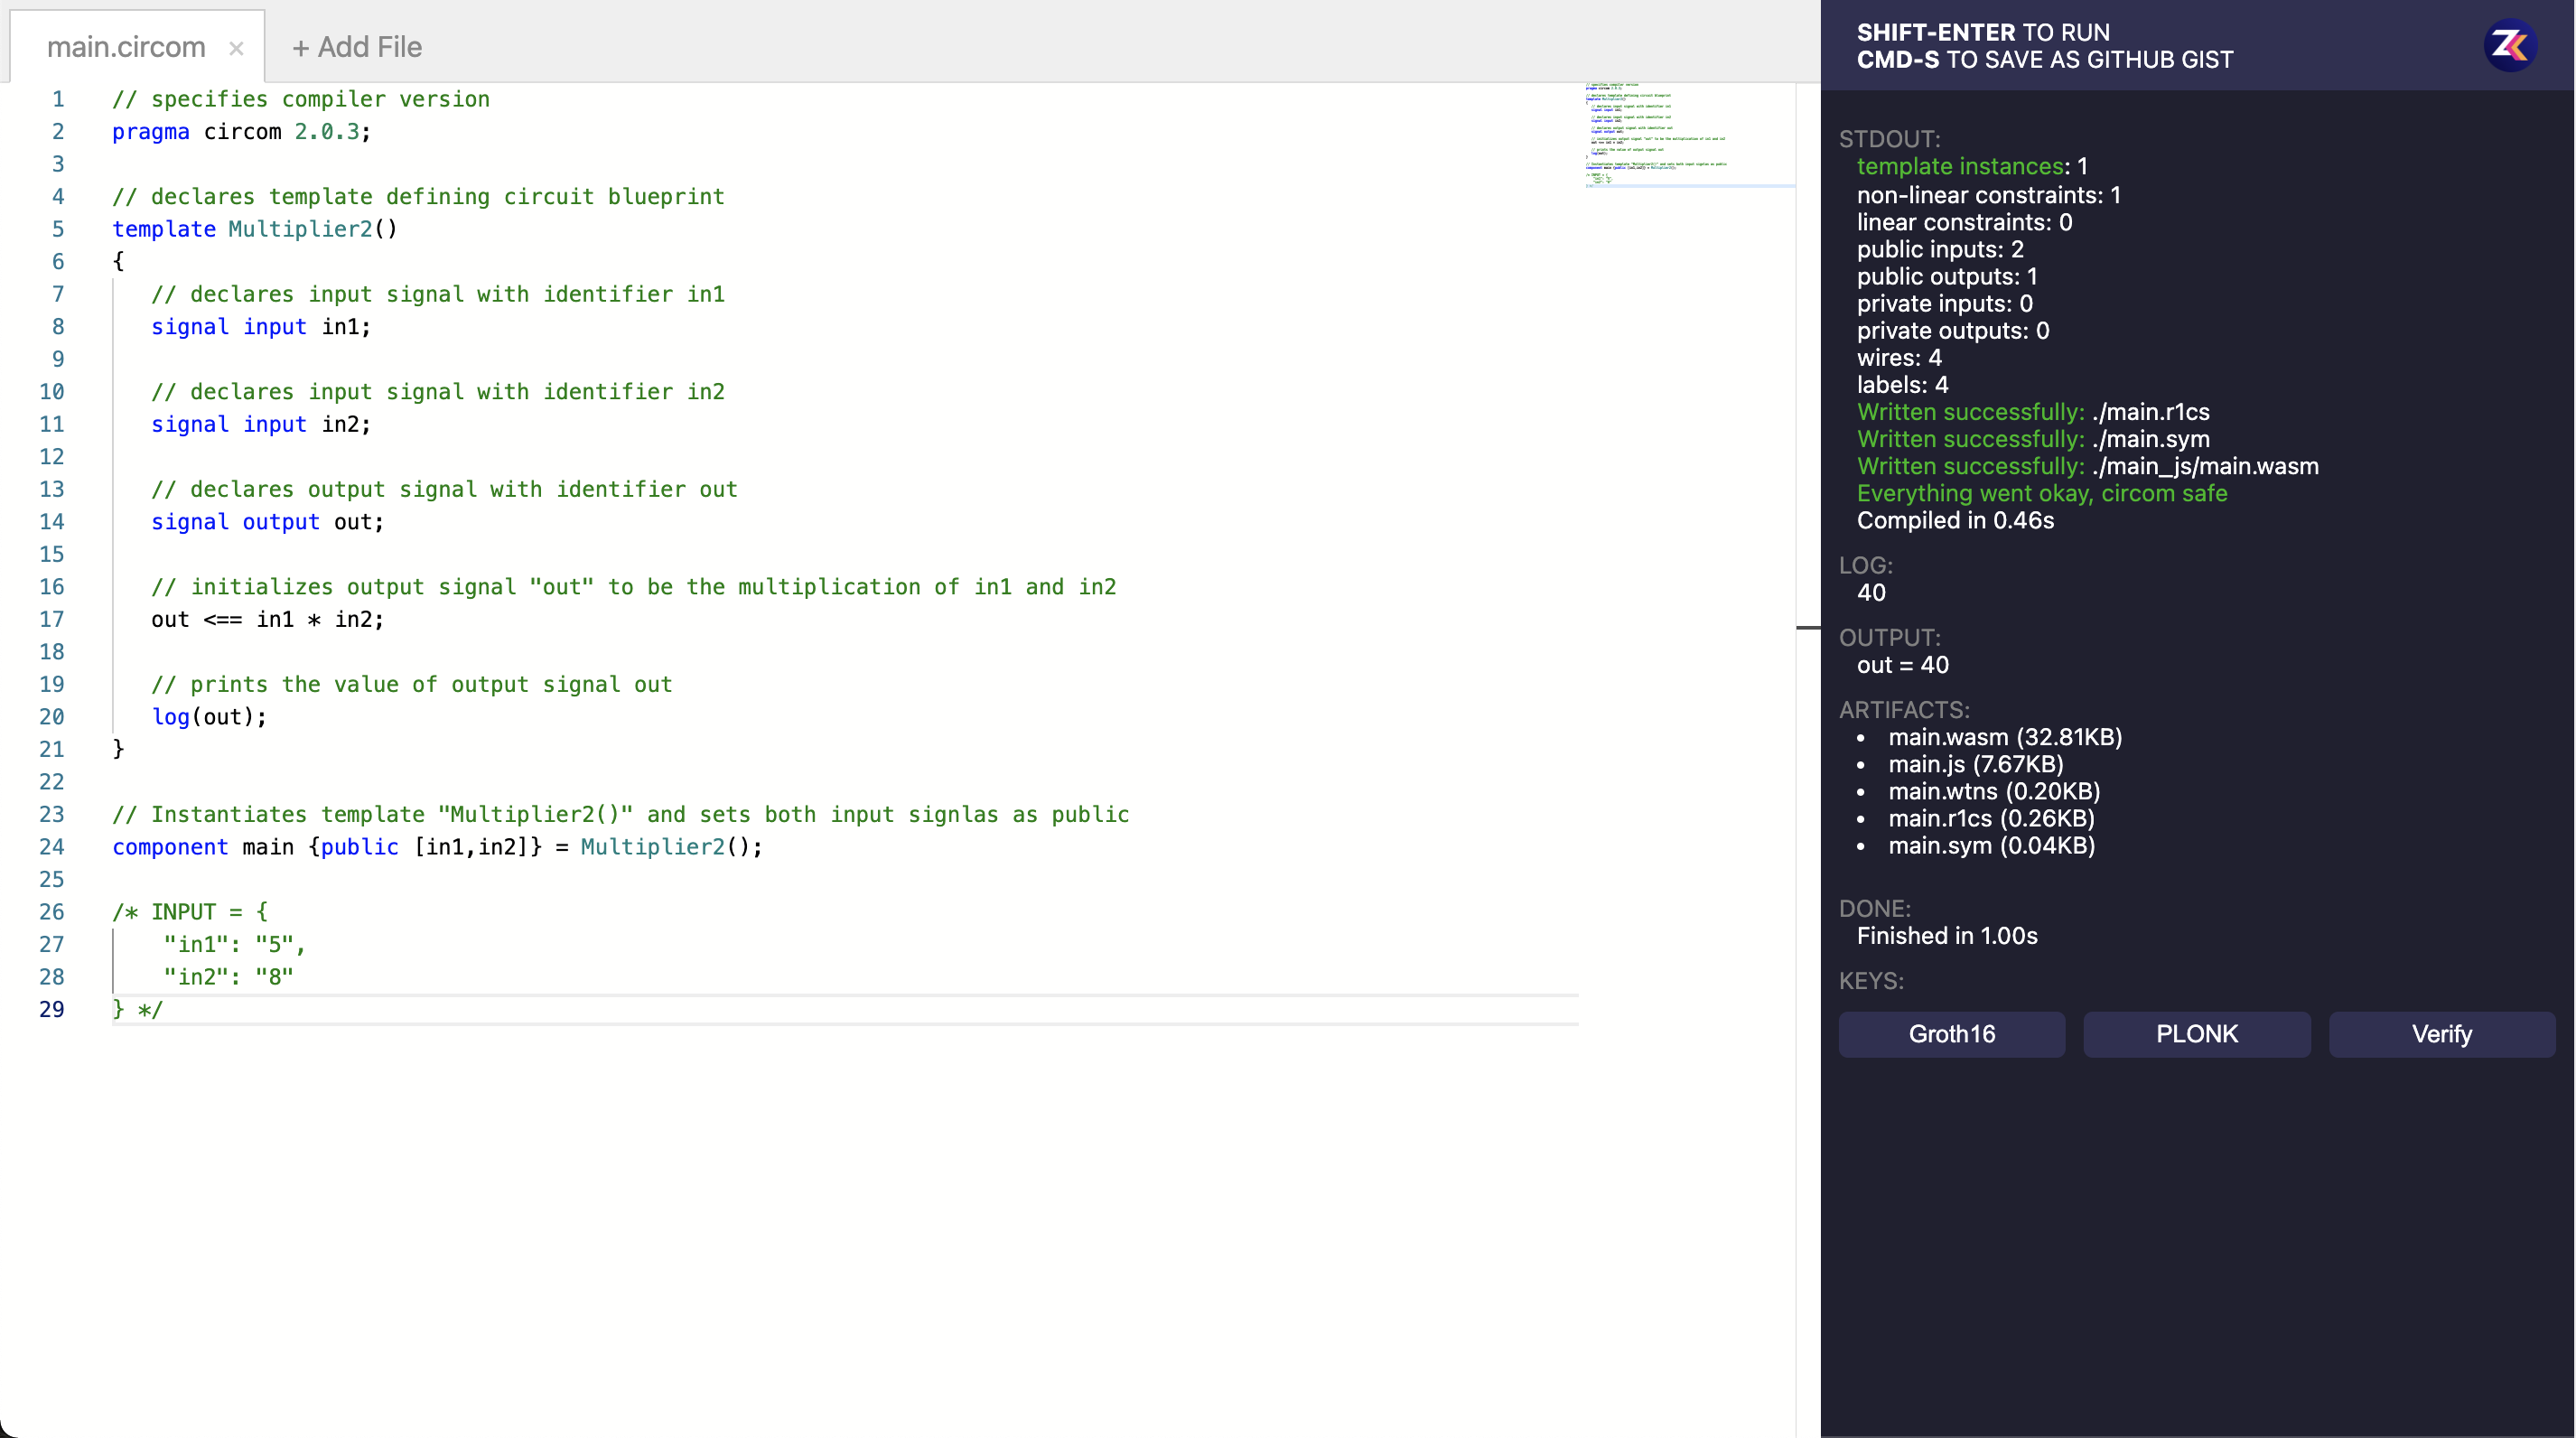 main.circom ×
+ Add File
1 // specifies compiler version
2 pragma circom 2.0.3;
3
4 // declares template defining circuit blueprint
5 template Multiplier2()
6 {
7 // declares input signal with identifier in1
8 signal input in1;
9
10 // declares input signal with identifier in2
11 signal input in2;
12
13 // declares output signal with identifier out
14 signal output out;
15
16 // initializes output signal "out" to be the multiplication of in1 and in2
17 out <== in1 * in2;
18
19 // prints the value of output signal out
20 log(out);
21 }
22
23 // Instantiates template "Multiplier2()" and sets both input signlas as public
24 component main {public [in1,in2]} = Multiplier2();
25
26 /* INPUT = {
27 "in1": "5",
28 "in2": "8"
29 } */
SHIFT-ENTER TO RUN
CMD-S TO SAVE AS GITHUB GIST
ZK
STDOUT:
template instances: 1
non-linear constraints: 1
linear constraints: 0
public inputs: 2
public outputs: 1
private inputs: 0
private outputs: 0
wires: 4
labels: 4
Written successfully: ./main.r1cs
Written successfully: ./main.sym
Written successfully: ./main_js/main.wasm
Everything went okay, circom safe
Compiled in 0.46s
LOG:
40
OUTPUT:
out = 40
ARTIFACTS:
• main.wasm (32.81KB)
• main.js (7.67KB)
• main.wtns (0.20KB)
• main.r1cs (0.26KB)
• main.sym (0.04KB)
DONE:
Finished in 1.00s
KEYS:
Groth16
PLONK
Verify